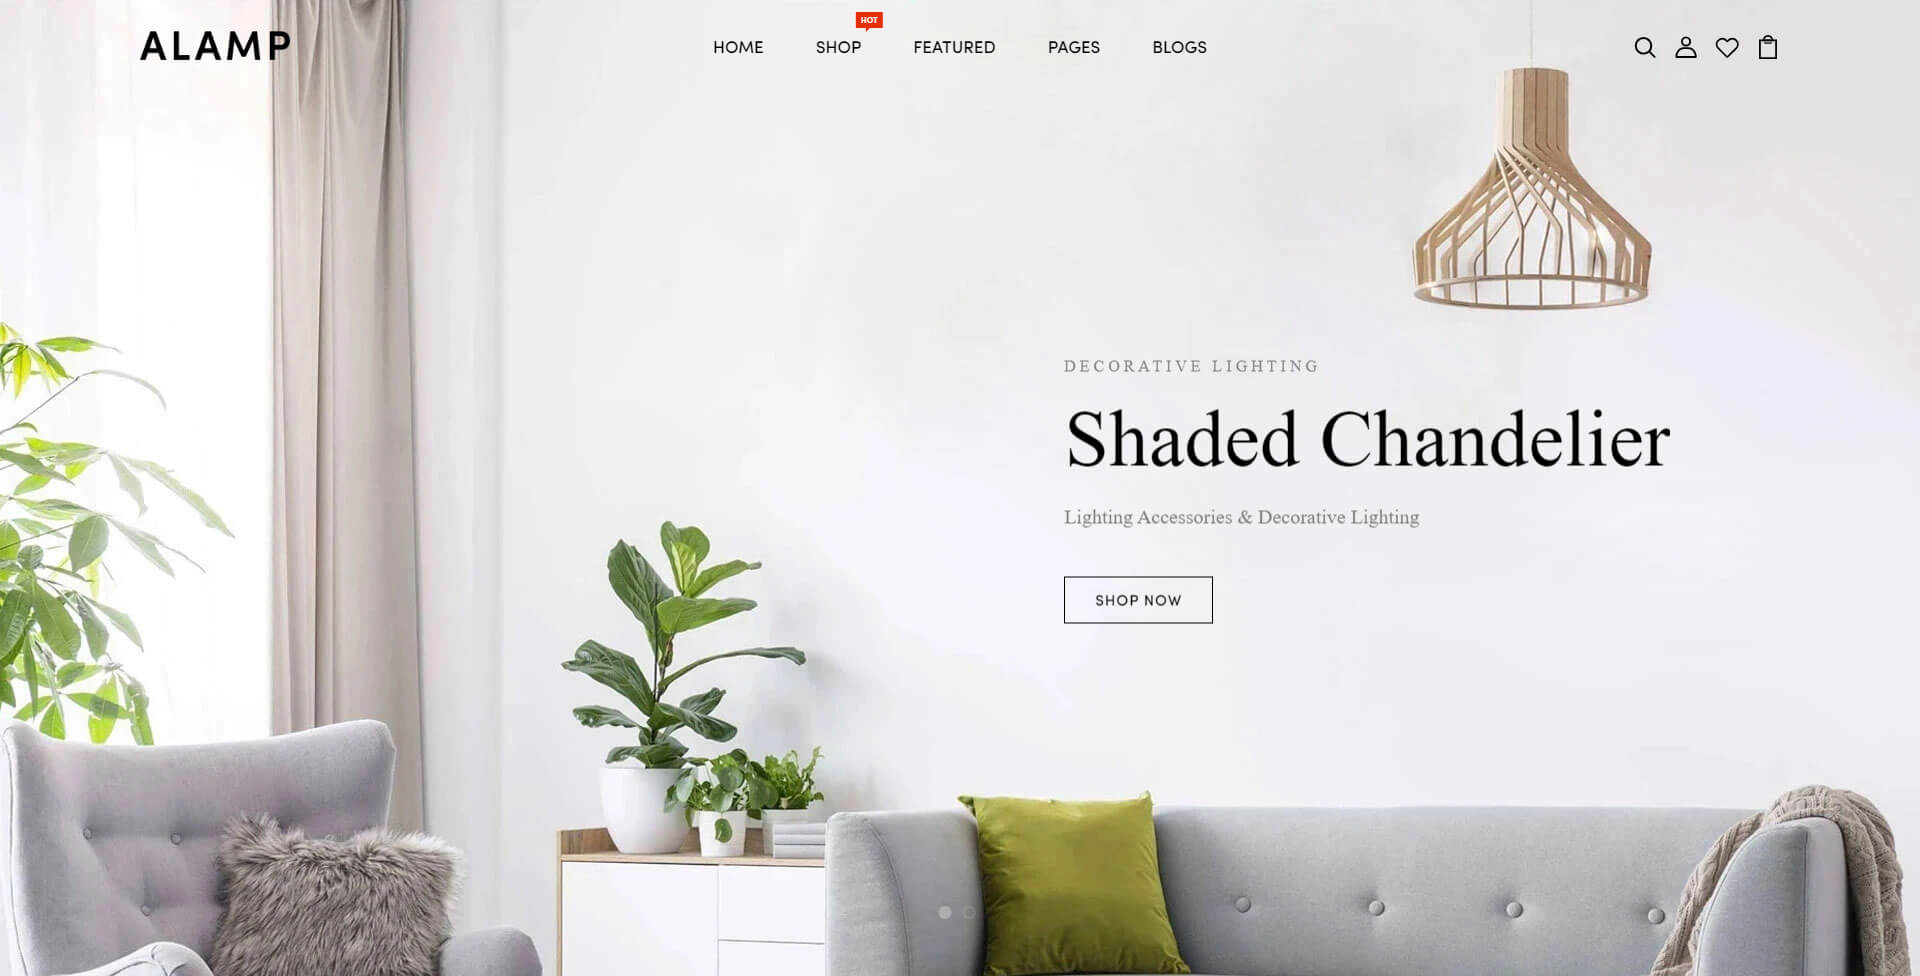 ALAMP
HOME
SHOP
HOT
FEATURED
PAGES
BLOGS
DECORATIVE LIGHTING
Shaded Chandelier
Lighting Accessories & Decorative Lighting
SHOP NOW